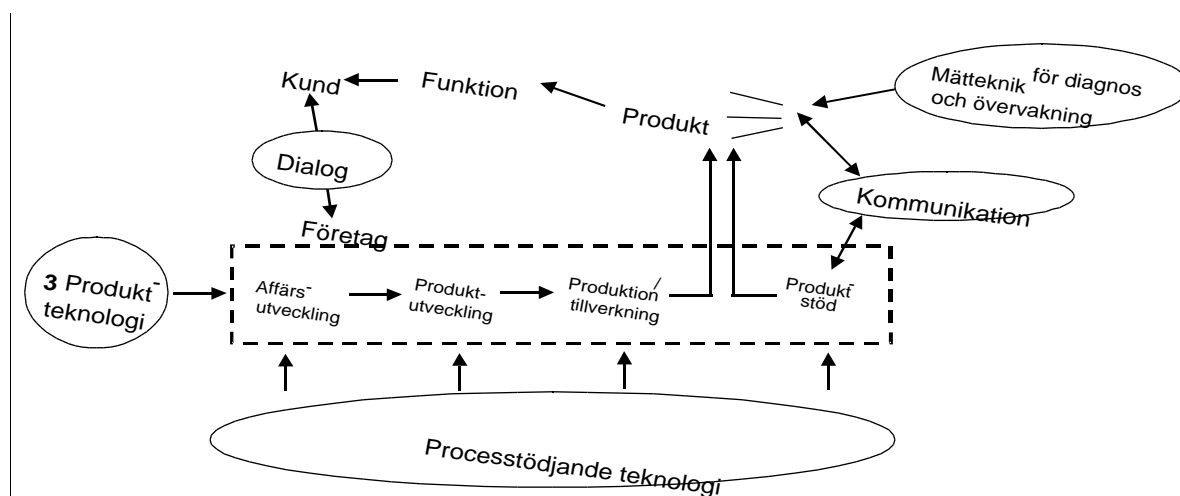 Kund
Funktion
Produkt
Mätteknik för diagnos
och övervakning
Dialog
Kommunikation
Företag
3 Produkt-
teknologi
Affärs-
utveckling
Produkt-
utveckling
Produktion/
tillverkning
Produkt-
stöd
Processtödjande teknologi